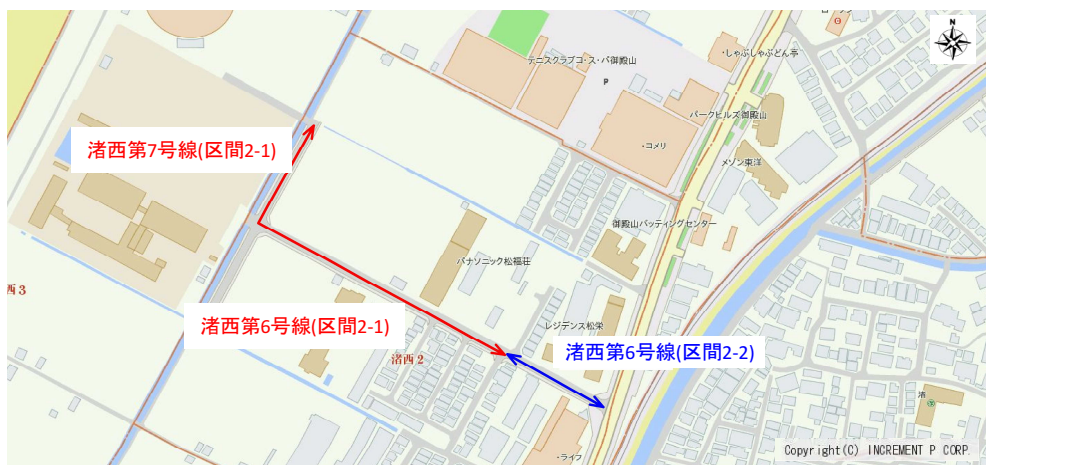 N
テニスクラブコ・ス・パ御殿山
・しゃぶしゃぶどん亭
P
パークヒルズ御殿山
・コメリ
メゾン東洋
渚西第7号線(区間2-1)
御殿山バッティングセンター
パナソニック松福荘
西3
渚西第6号線(区間2-1)
レジデンス松栄
渚西2
渚西第6号線(区間2-2)
渚
・ライフ
Copyright(C) INCREMENT P CORP.